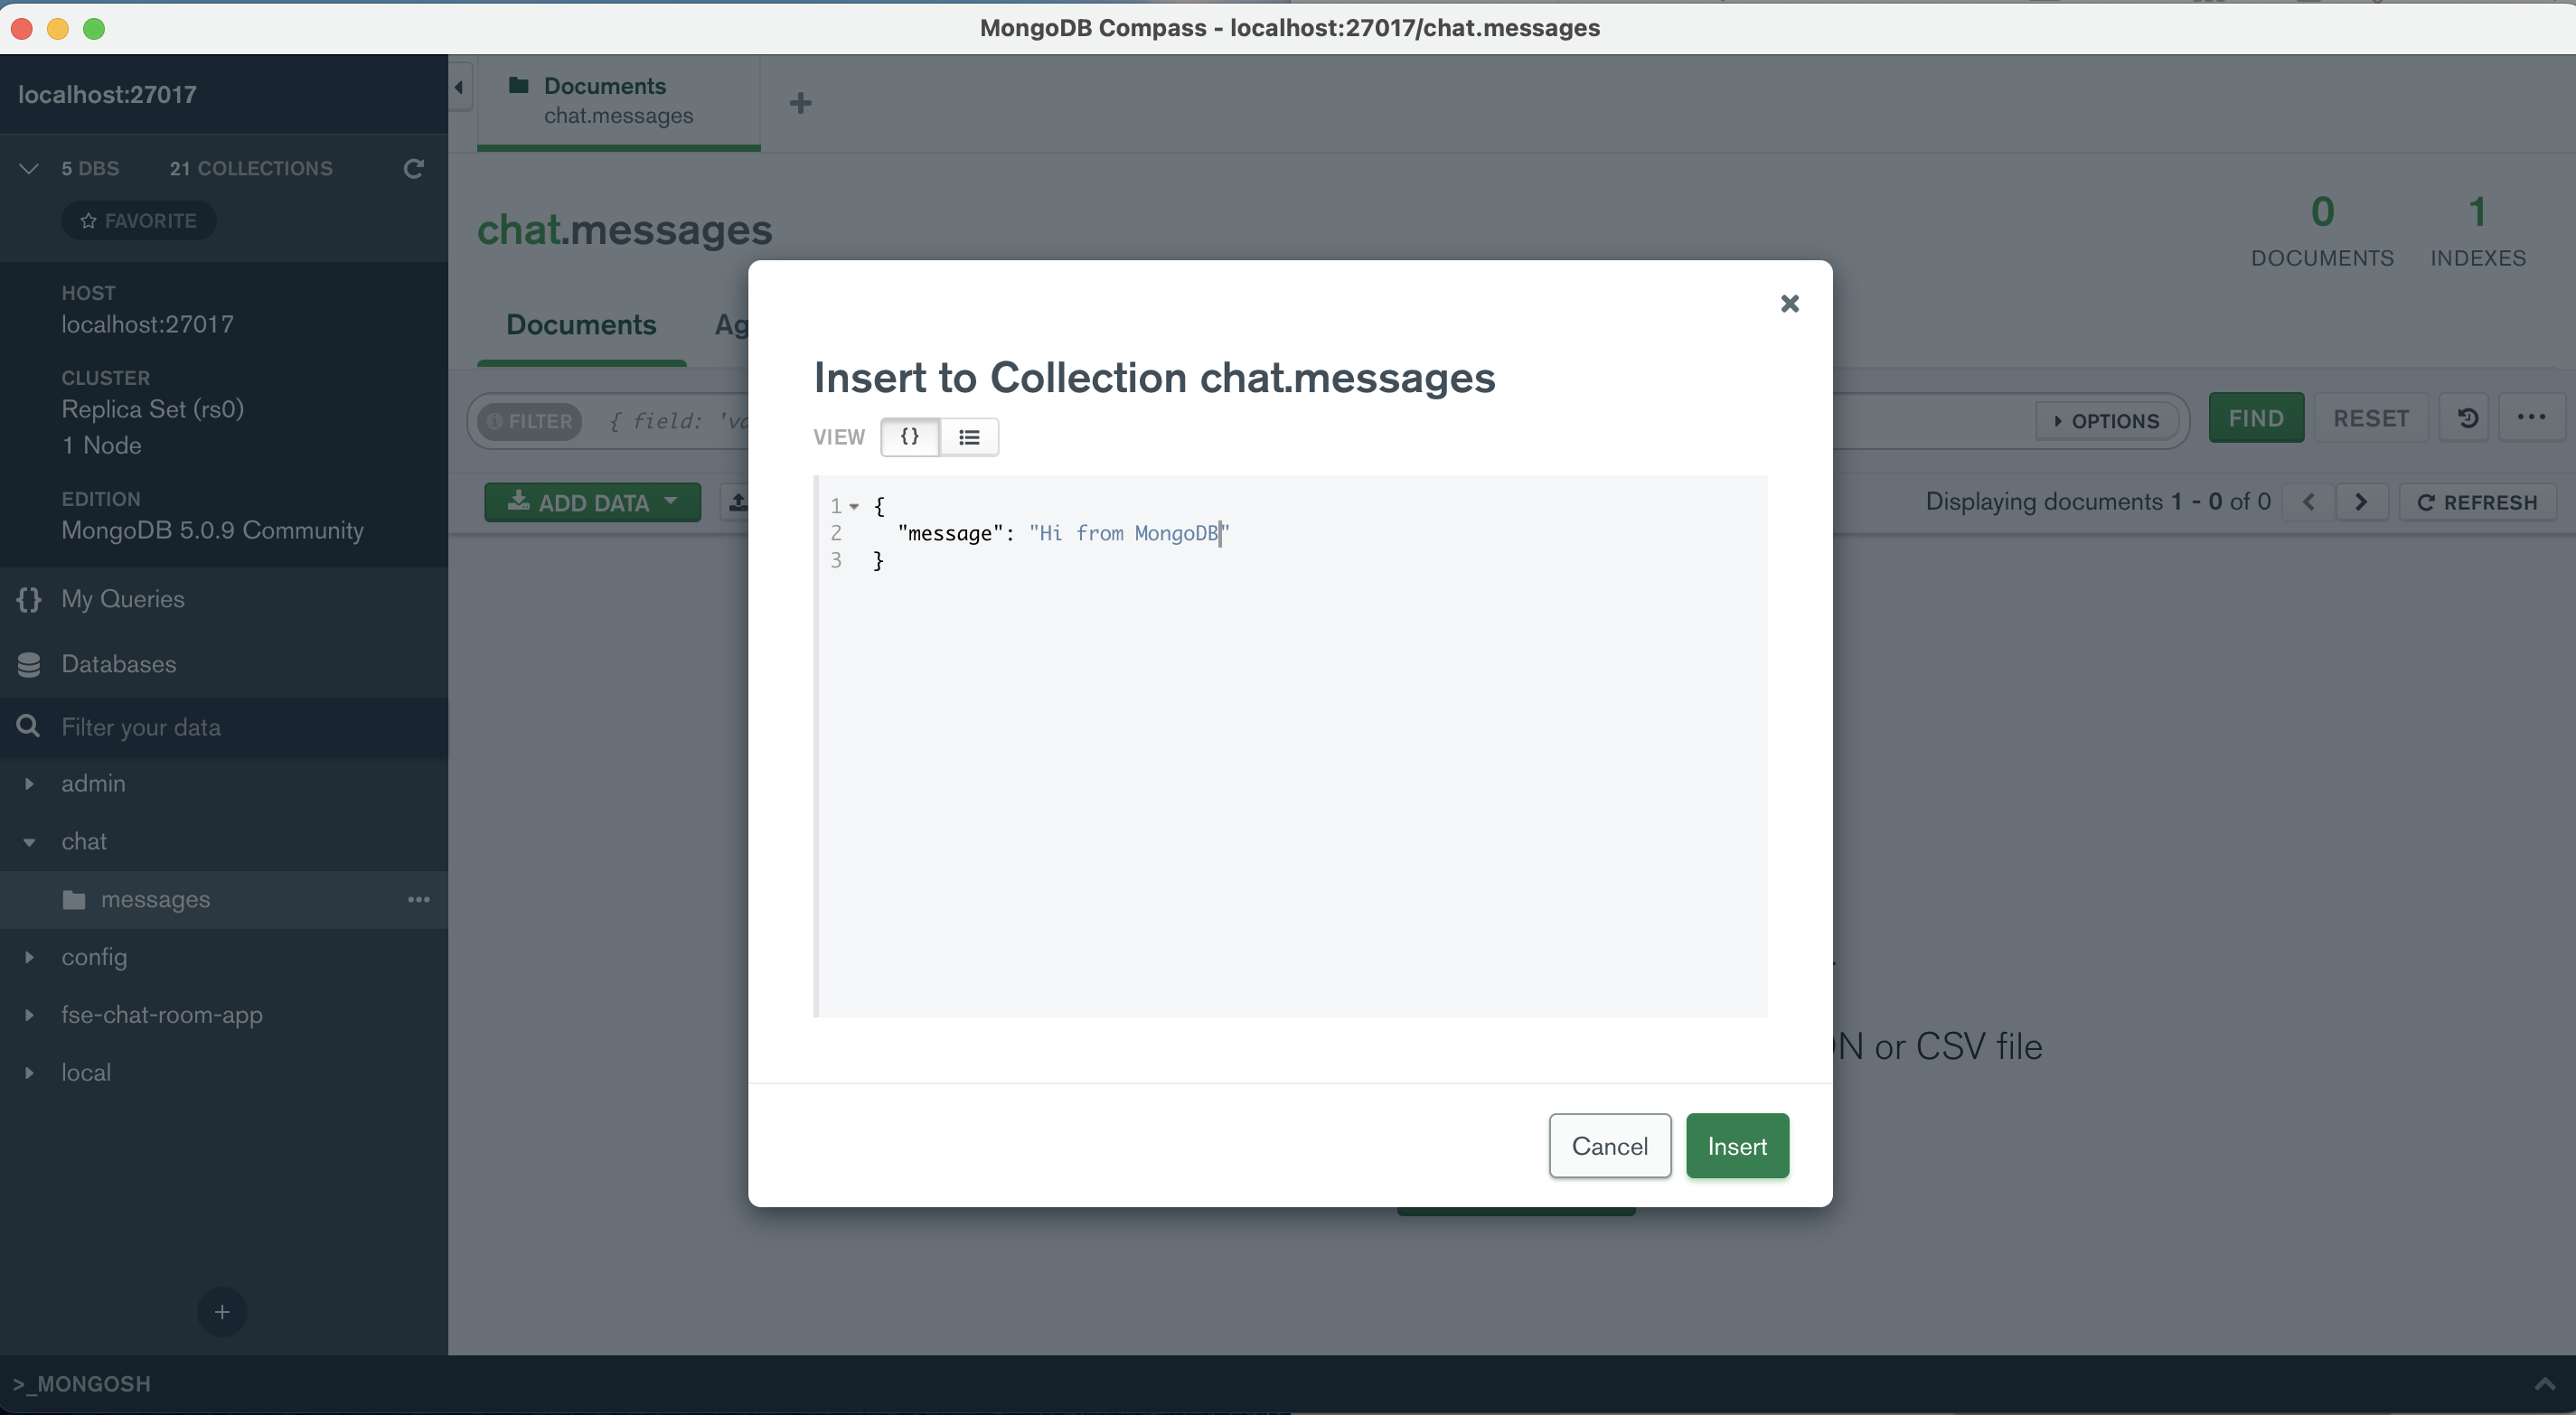 MongoDB Compass - localhost:27017/chat.messages
localhost:27017
5 DBS 21 COLLECTIONS
FAVORITE
HOST
localhost:27017
CLUSTER
Replica Set (rs0)
1 Node
EDITION
MongoDB 5.0.9 Community
{} My Queries
Databases
Filter your data
admin
chat
messages
config
fse-chat-room-app
local
+
>_MONGOSH
Documents
chat.messages
+
chat.messages
0
DOCUMENTS
1
INDEXES
Documents Ag
FILTER { field: 'va
OPTIONS
FIND
RESET
ADD DATA
Displaying documents 1 - 0 of 0
REFRESH
Insert to Collection chat.messages
VIEW {}
1 {
2 "message": "Hi from MongoDB"
3 }
N or CSV file
Cancel
Insert